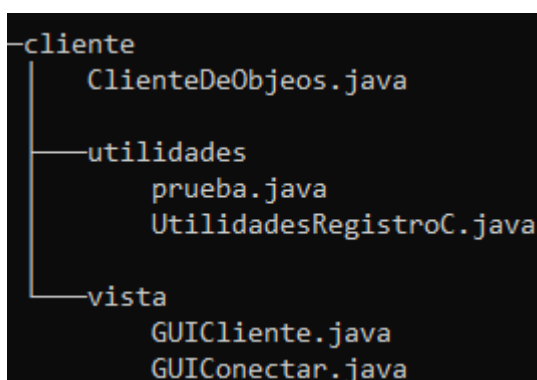 cliente
ClienteDeObjeos.java
utilidades
prueba.java
UtilidadesRegistroC.java
vista
GUICliente.java
GUIConectar.java